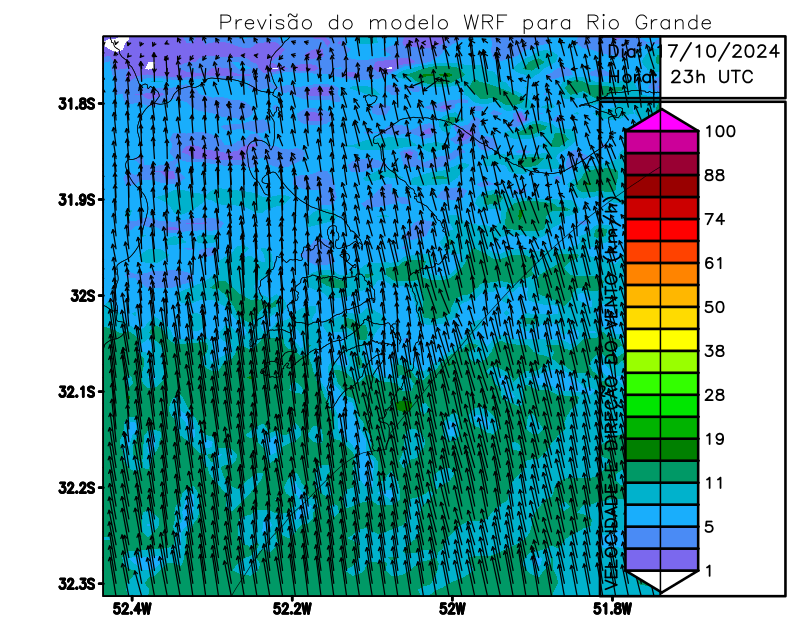 Previsão do modelo WRF para Rio Grande
Dia: 17/10/2024
Hora: 23h UTC
31.8S
31.9S
32S
32.1S
32.2S
32.3S
52.4W
52.2W
52W
51.8W
VELOCIDADE E DIREÇÃO DO VENTO (km/h)
100
88
74
61
50
38
28
19
11
5
1